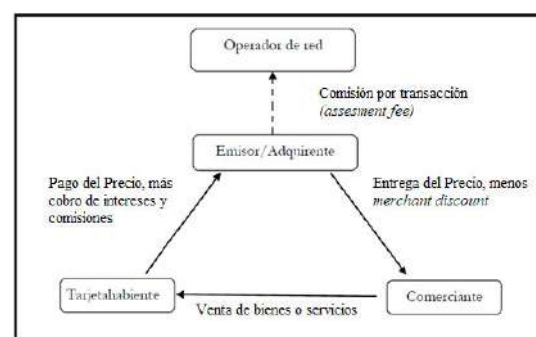 Operador de red
Comisión por transacción
(assesment fee)
Emisor/Adquirente
Pago del Precio, más
cobro de intereses y
comisiones
Entrega del Precio, menos
merchant discount
Tarjetahabiente
Venta de bienes o servicios
Comerciante